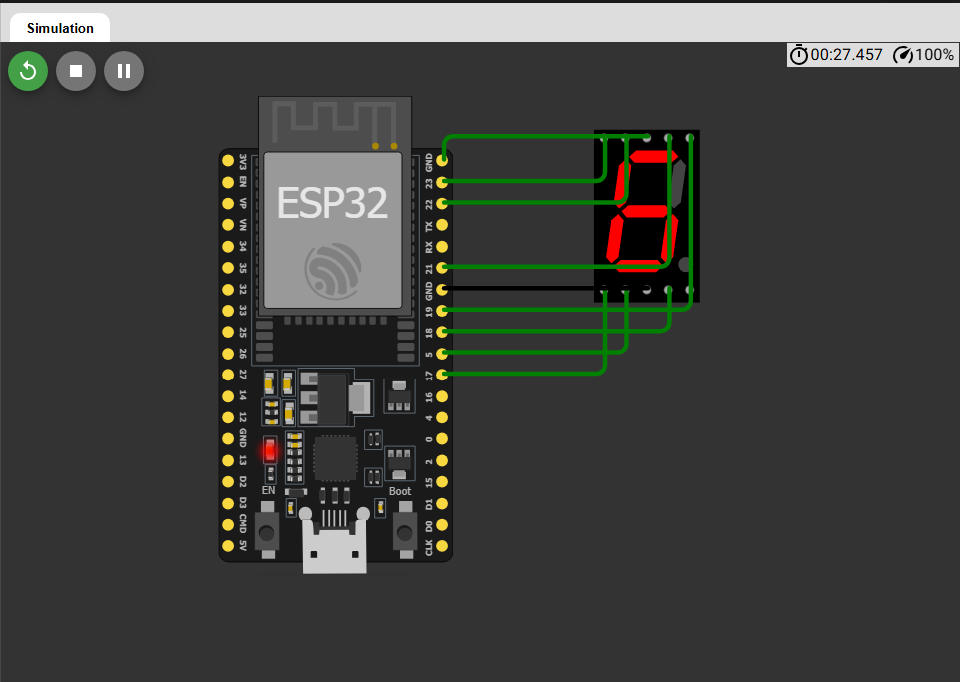 Simulation
00:27.457 100%
ESP32
3V3
EN
VP
VN
34
35
32
33
25
26
27
14
12
GND
13
D2
D3
CMD
5V
GND
23
22
TX
RX
21
GND
19
18
5
17
16
4
0
2
15
D1
D0
CLK
EN
Boot
6